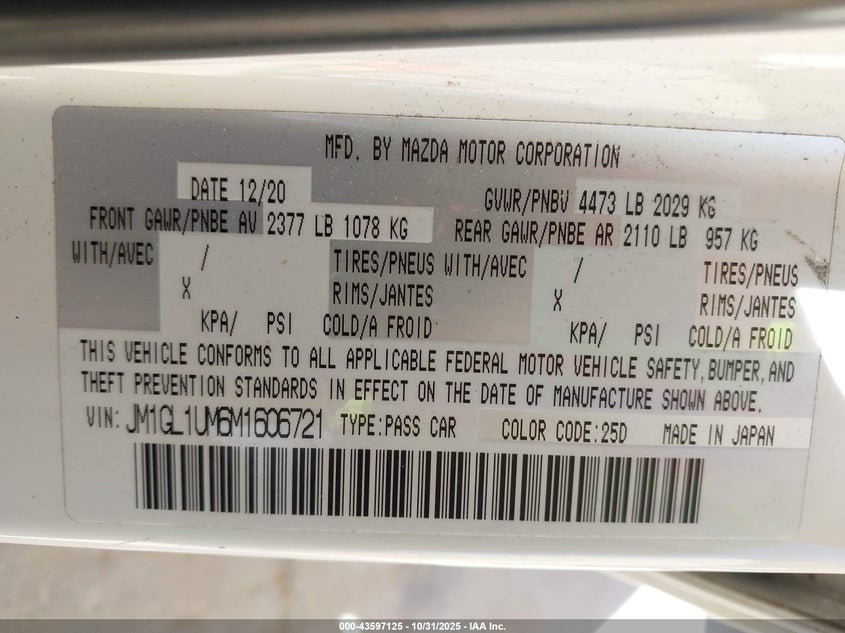 MFD. BY MAZDA MOTOR CORPORATION
DATE 12/20 GVWR/PNBV 4473 LB 2029 KG
FRONT GAWR/PNBE AV 2377 LB 1078 KG REAR GAWR/PNBE AR 2110 LB 957 KG
WITH/AVEC / TIRES/PNEUS WITH/AVEC / TIRES/PNEUS
X RIMS/JANTES X RIMS/JANTES
KPA/ PSI COLD/A FROID KPA/ PSI COLD/A FROID
THIS VEHICLE CONFORMS TO ALL APPLICABLE FEDERAL MOTOR VEHICLE SAFETY, BUMPER, AND
THEFT PREVENTION STANDARDS IN EFFECT ON THE DATE OF MANUFACTURE SHOWN ABOVE.
VIN: JM1GL1UM6M1606721 TYPE:PASS CAR COLOR CODE:25D MADE IN JAPAN
000-43597125 - 10/31/2025 - IAA Inc.